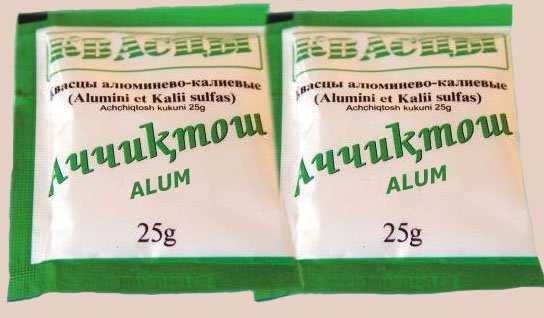 КВАСЦЫ
Квасцы алюминево-калиевые
(Alumini et Kalii sulfas)
Achchiqtosh kukuni 25g
Аччиқтош
ALUM
25g
КВАСЦЫ
Квасцы алюминево-калиевые
(Alumini et Kalii sulfas)
Achchiqtosh kukuni 25g
Аччиқтош
ALUM
25g